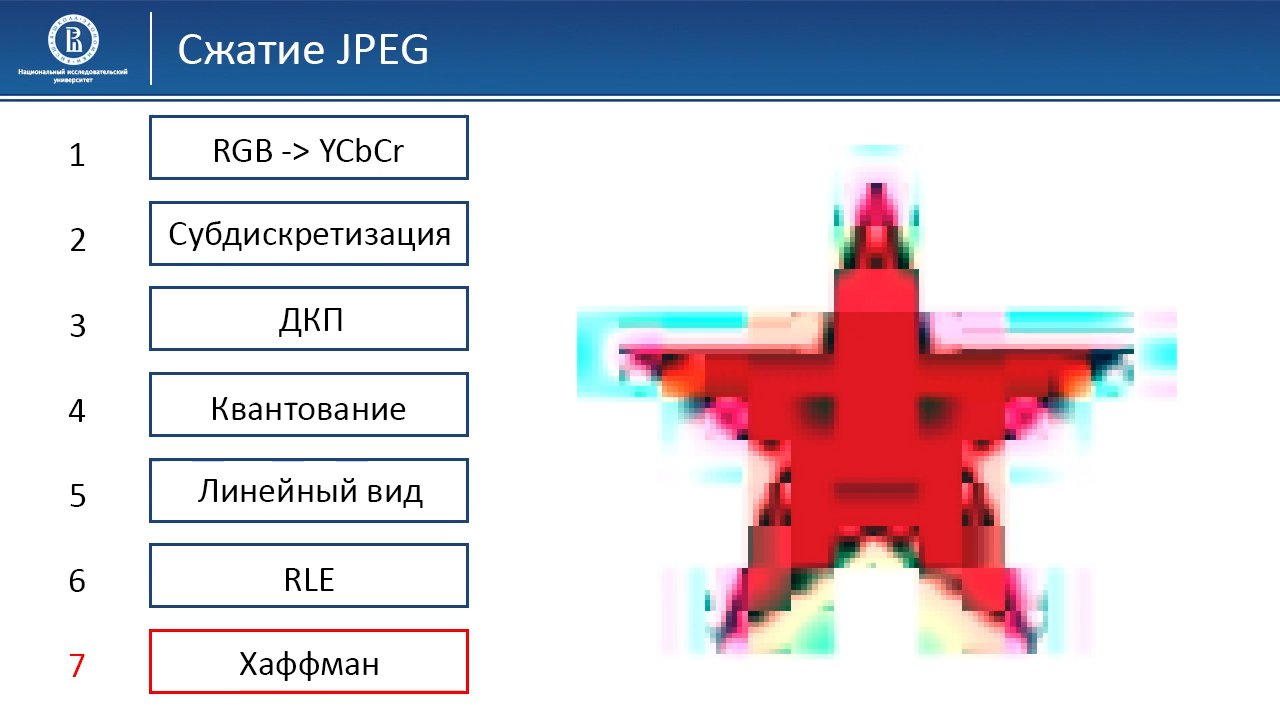 Национальный исследовательский
университет
Сжатие JPEG
1 RGB -> YCbCr
2 Субдискретизация
3 ДКП
4 Квантование
5 Линейный вид
6 RLE
7 Хаффман